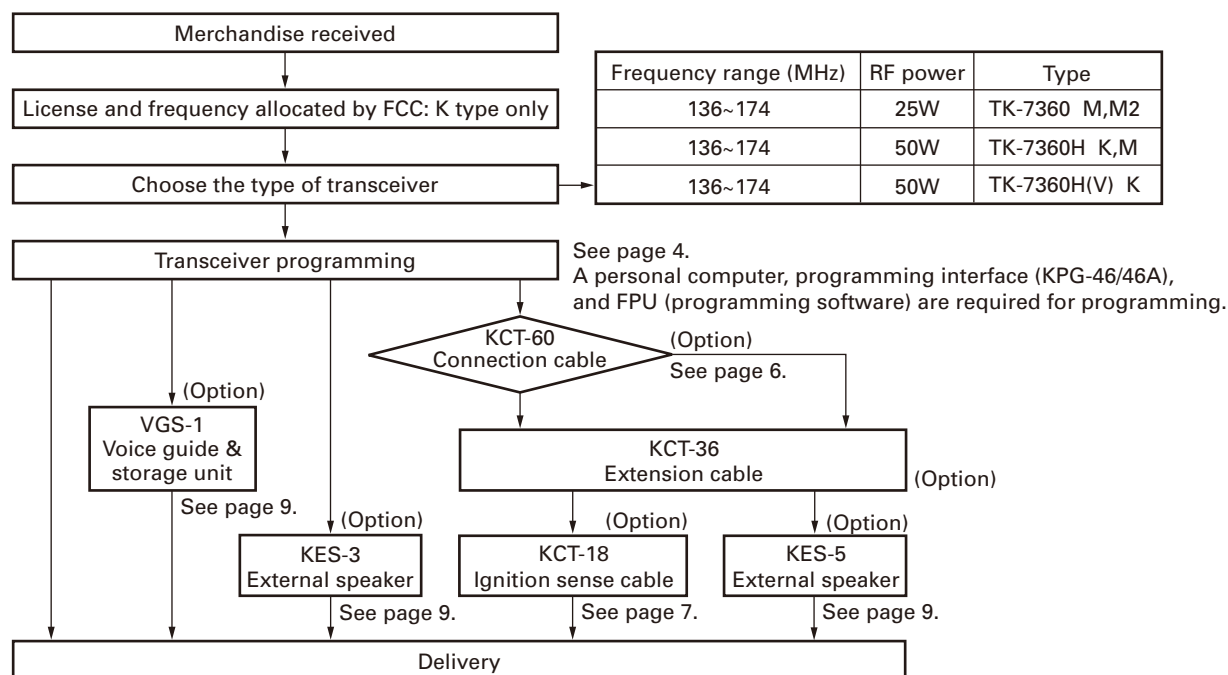 Merchandise received
License and frequency allocated by FCC: K type only
Choose the type of transceiver
Frequency range (MHz) RF power Type
136~174 25W TK-7360 M,M2
136~174 50W TK-7360H K,M
136~174 50W TK-7360H(V) K
Transceiver programming
See page 4.
A personal computer, programming interface (KPG-46/46A),
and FPU (programming software) are required for programming.
KCT-60
Connection cable
(Option)
See page 6.
(Option)
VGS-1
Voice guide &
storage unit
See page 9.
KCT-36
Extension cable
(Option)
(Option)
KES-3
External speaker
See page 9.
(Option)
KCT-18
Ignition sense cable
See page 7.
(Option)
KES-5
External speaker
See page 9.
Delivery